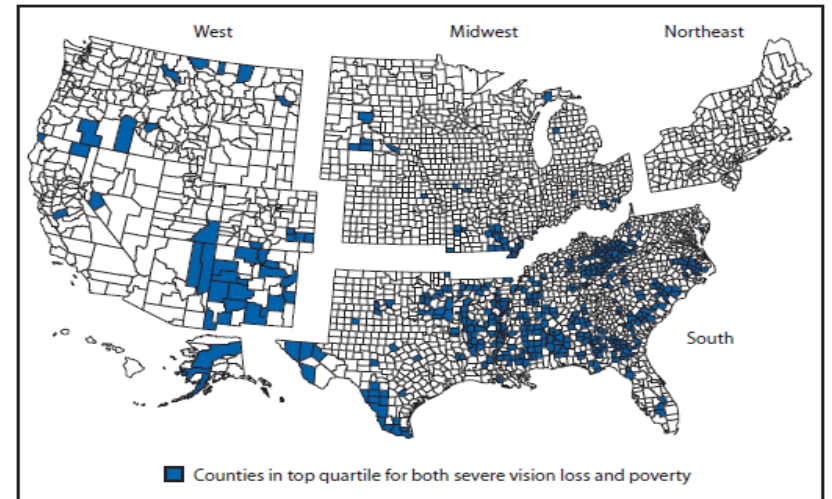 West
Midwest
Northeast
South
Counties in top quartile for both severe vision loss and poverty